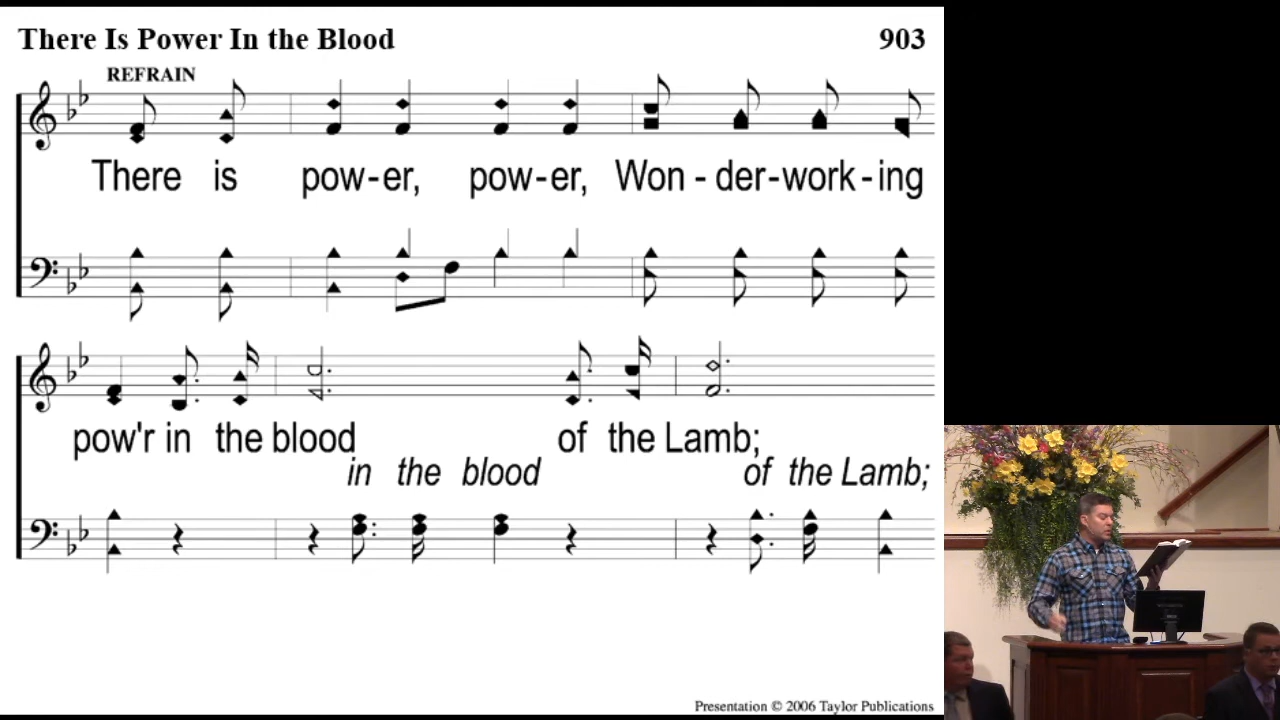 There Is Power In the Blood
903
REFRAIN
There is pow-er, pow-er, Won - der-work-ing
pow'r in the blood of the Lamb;
in the blood of the Lamb;
Presentation © 2006 Taylor Publications